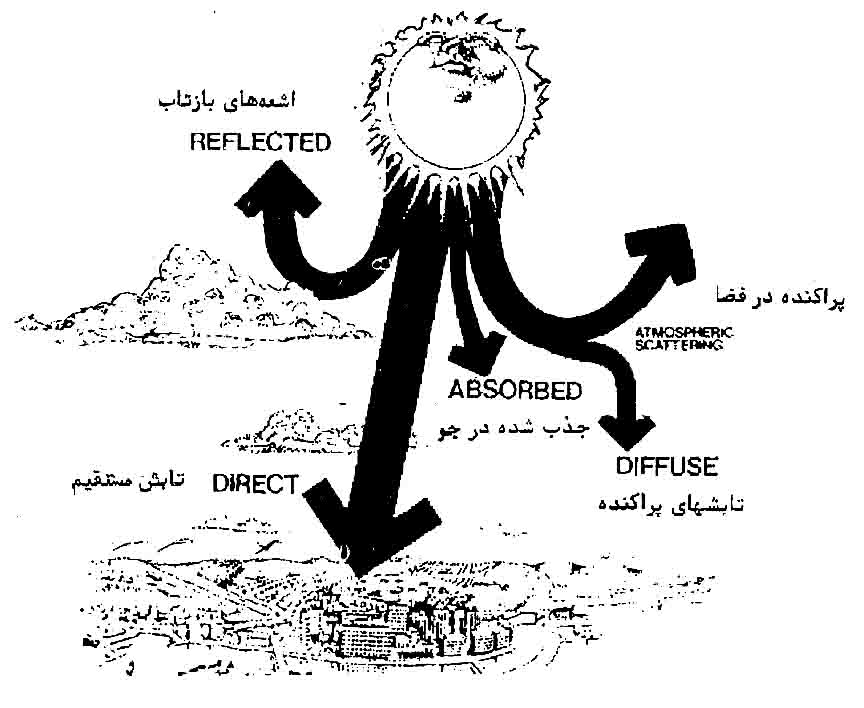 اشعه‌های بازتاب
REFLECTED
پراکنده در فضا
ATMOSPHERIC
SCATTERING
ABSORBED
جذب شده در جو
DIFFUSE
تابشهای پراکنده
تابش مستقیم DIRECT